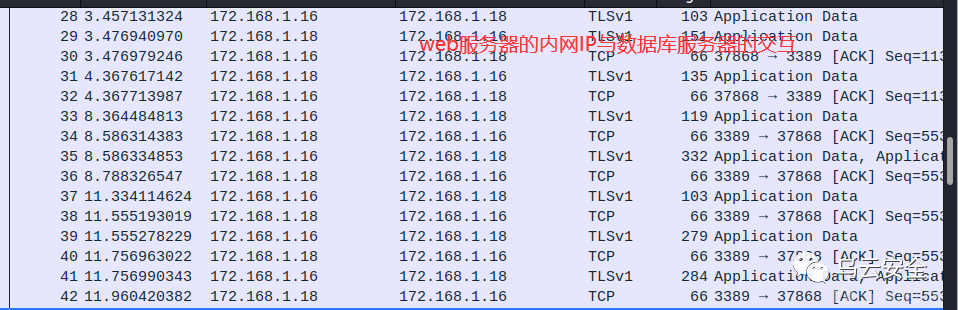 28 3.457131324 172.168.1.16 172.168.1.18 TLSv1 103 Application Data
29 3.476940970 172.168.1.18 172.168.1.16 TLSv1 151 Application Data
web服务器的内网IP与数据库服务器的交互
30 3.476979246 172.168.1.16 172.168.1.18 TCP 66 37868 → 3389 [ACK] Seq=113
31 4.367617142 172.168.1.18 172.168.1.16 TLSv1 135 Application Data
32 4.367713987 172.168.1.16 172.168.1.18 TCP 66 37868 → 3389 [ACK] Seq=113
33 8.364484813 172.168.1.16 172.168.1.18 TLSv1 119 Application Data
34 8.586314383 172.168.1.18 172.168.1.16 TCP 66 3389 → 37868 [ACK] Seq=553
35 8.586334853 172.168.1.16 172.168.1.18 TLSv1 332 Application Data, Applicat
36 8.788326547 172.168.1.18 172.168.1.16 TCP 66 3389 → 37868 [ACK] Seq=553
37 11.334114624 172.168.1.16 172.168.1.18 TLSv1 103 Application Data
38 11.555193019 172.168.1.18 172.168.1.16 TCP 66 3389 → 37868 [ACK] Seq=553
39 11.555278229 172.168.1.16 172.168.1.18 TLSv1 279 Application Data
40 11.756963022 172.168.1.18 172.168.1.16 TCP 66 3389 → 37868 [ACK] Seq=553
乌云安全
41 11.756990343 172.168.1.16 172.168.1.18 TLSv1 284 Application Data, Applicat
42 11.960420382 172.168.1.18 172.168.1.16 TCP 66 3389 → 37868 [ACK] Seq=553